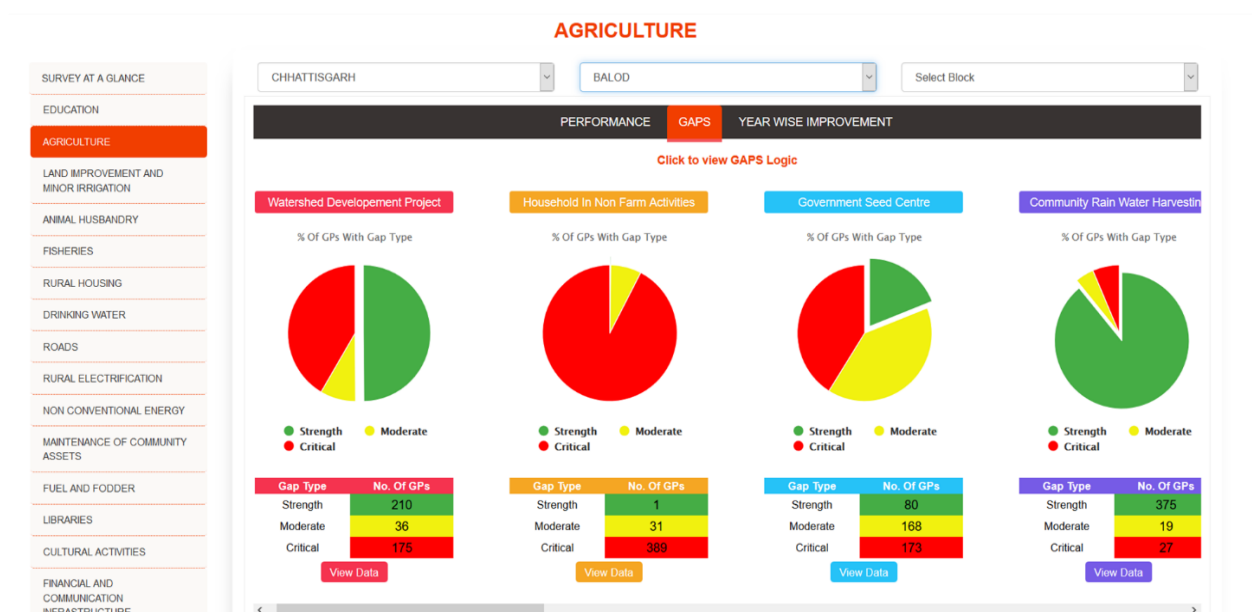 AGRICULTURE
SURVEY AT A GLANCE
EDUCATION
AGRICULTURE
LAND IMPROVEMENT AND
MINOR IRRIGATION
ANIMAL HUSBANDRY
FISHERIES
RURAL HOUSING
DRINKING WATER
ROADS
RURAL ELECTRIFICATION
NON CONVENTIONAL ENERGY
MAINTENANCE OF COMMUNITY
ASSETS
FUEL AND FODDER
LIBRARIES
CULTURAL ACTIVITIES
FINANCIAL AND
COMMUNICATION
INFRASTRUCTURE
CHHATTISGARH BALOD Select Block
PERFORMANCE GAPS YEAR WISE IMPROVEMENT
Click to view GAPS Logic
Watershed Developement Project
% Of GPs With Gap Type
Strength Moderate
Critical
Gap Type No. Of GPs
Strength 210
Moderate 36
Critical 175
View Data
Household In Non Farm Activities
% Of GPs With Gap Type
Strength Moderate
Critical
Gap Type No. Of GPs
Strength 1
Moderate 31
Critical 389
View Data
Government Seed Centre
% Of GPs With Gap Type
Strength Moderate
Critical
Gap Type No. Of GPs
Strength 80
Moderate 168
Critical 173
View Data
Community Rain Water Harvestin
% Of GPs With Gap Type
Strength Moderate
Critical
Gap Type No. Of GPs
Strength 375
Moderate 19
Critical 27
View Data